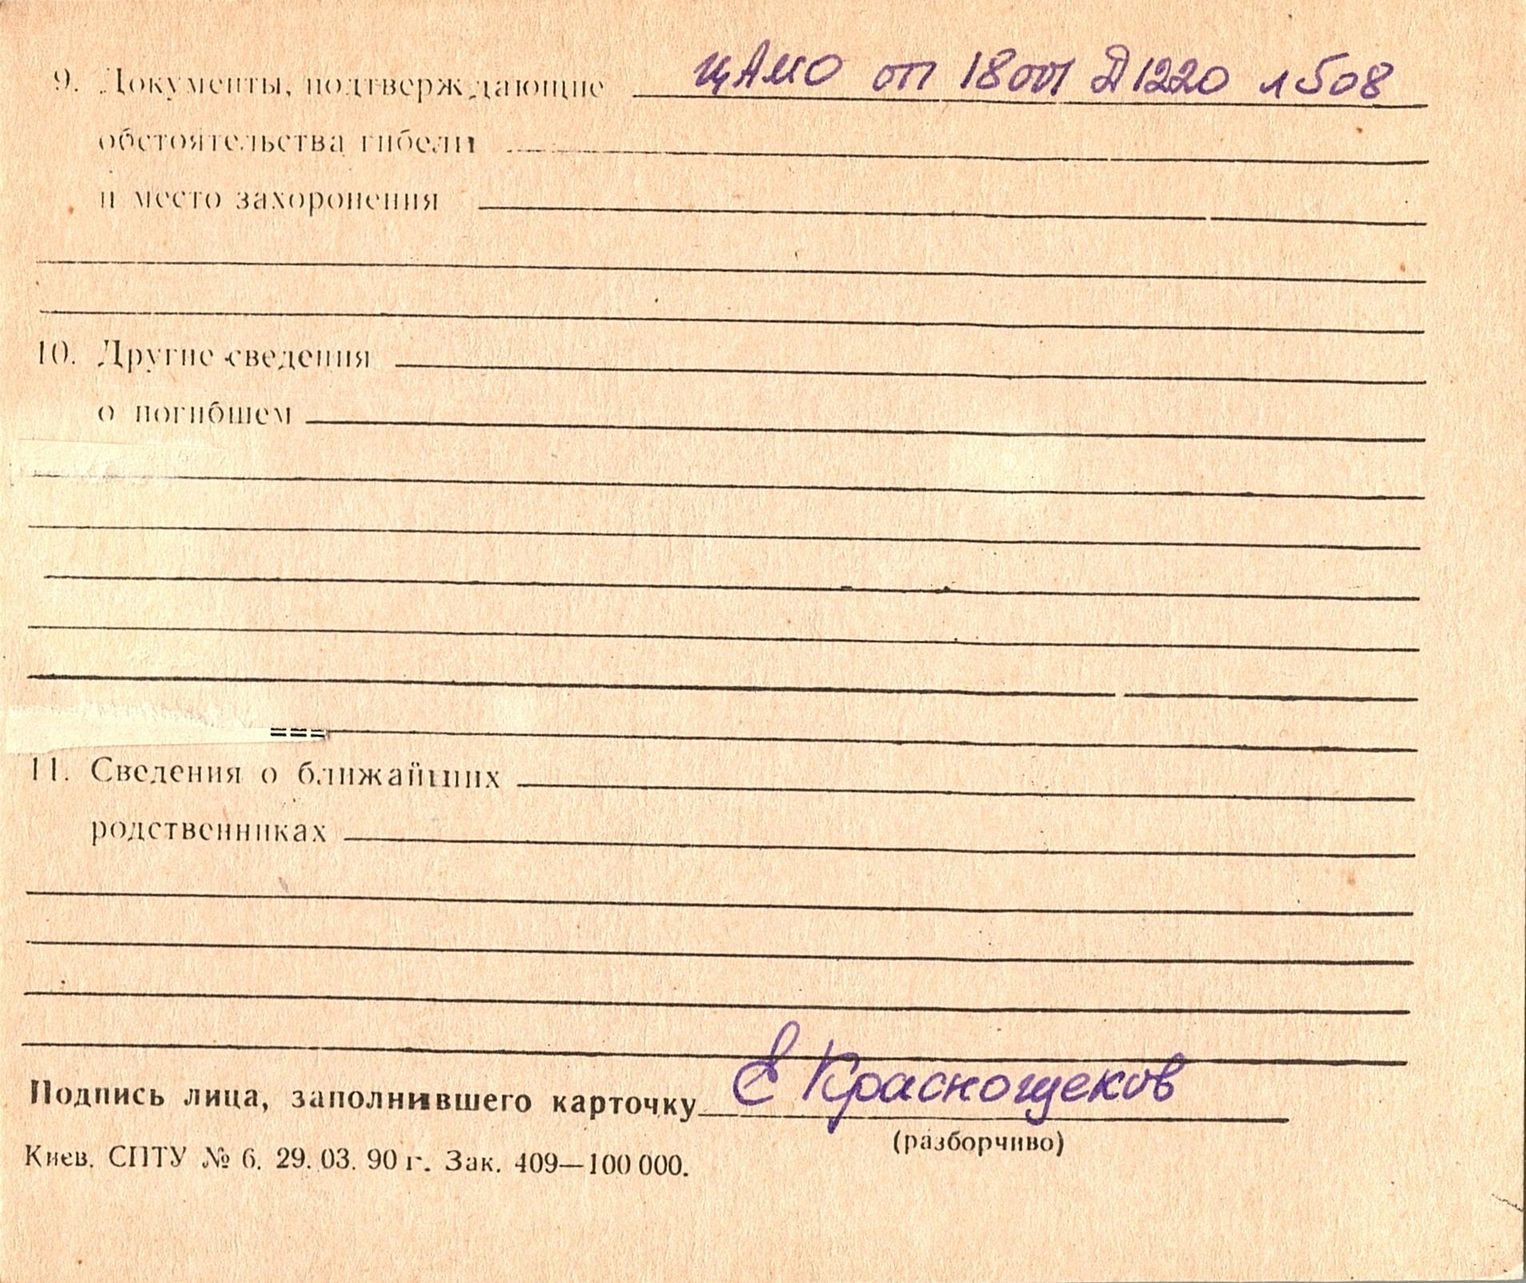 9. Документы, подтверждающие ЦАМО оп 18001 Д1220 л508
обстоятельства гибели
и место захоронения
10. Другие сведения
о погибшем
11. Сведения о ближайших
родственниках
Подпись лица, заполнившего карточку Е Краснощеков
(разборчиво)
Киев. СПТУ № 6. 29. 03. 90 г. Зак. 409—100 000.